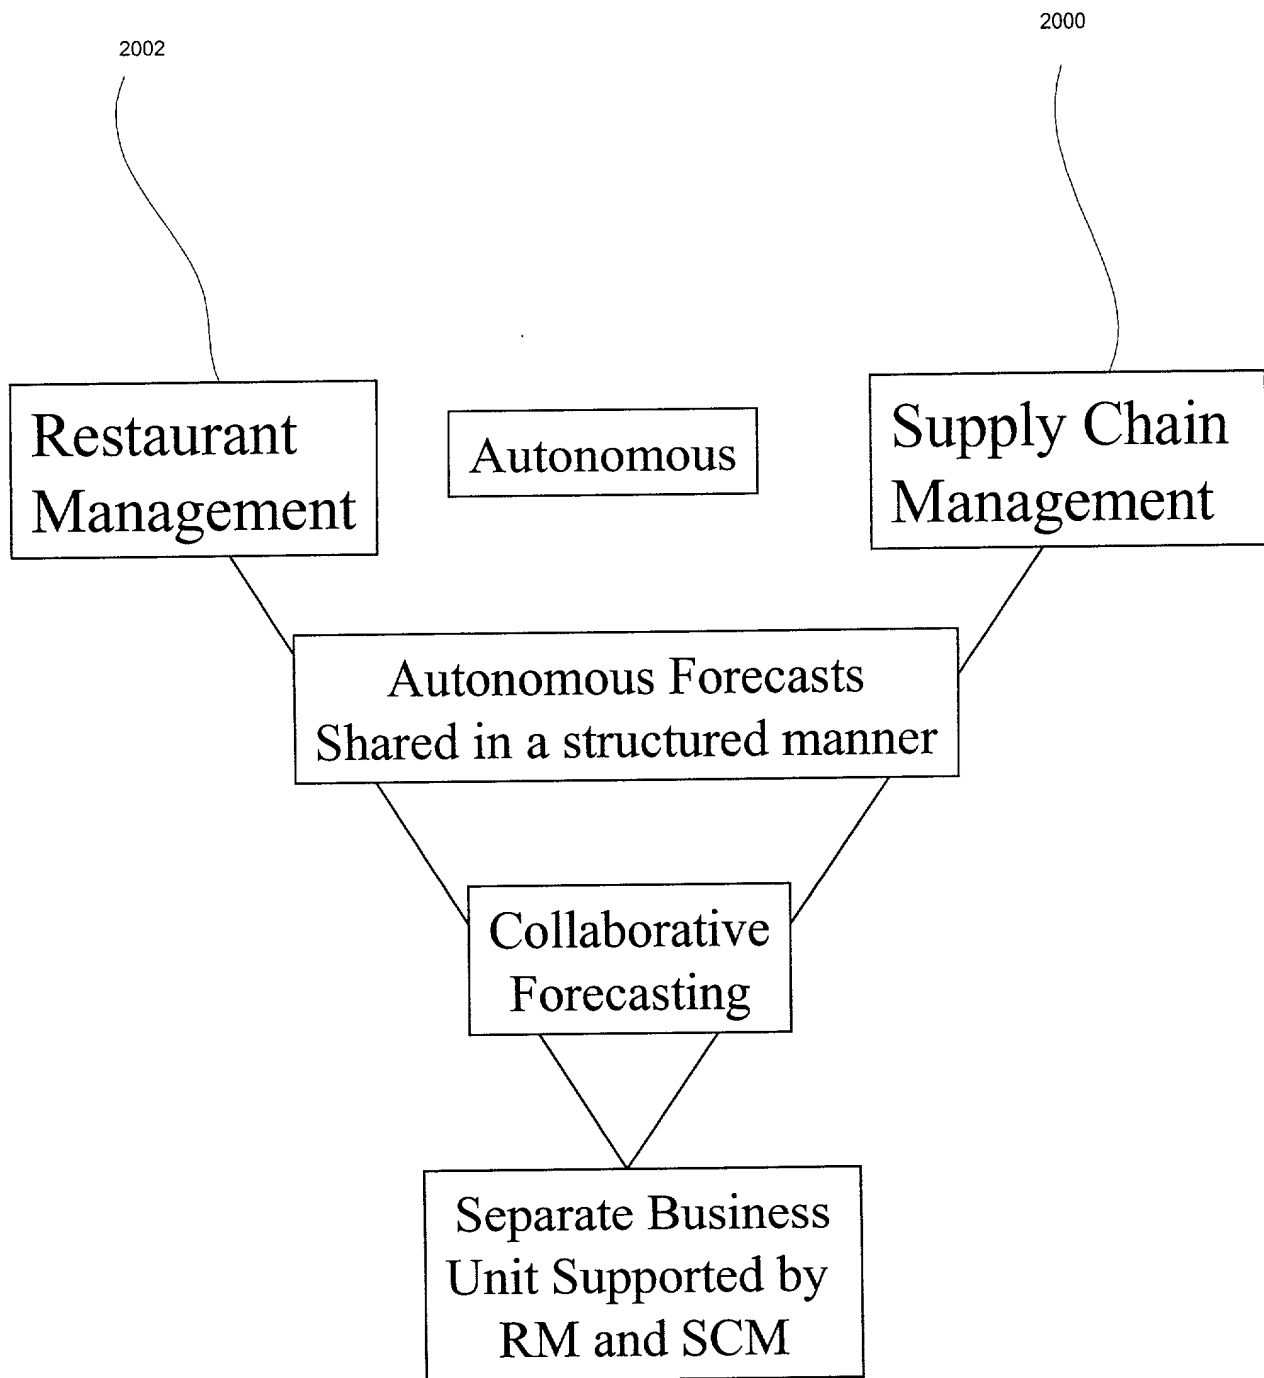 2002
2000
Restaurant
Management
Autonomous
Supply Chain
Management
Autonomous Forecasts
Shared in a structured manner
Collaborative
Forecasting
Separate Business
Unit Supported by
RM and SCM